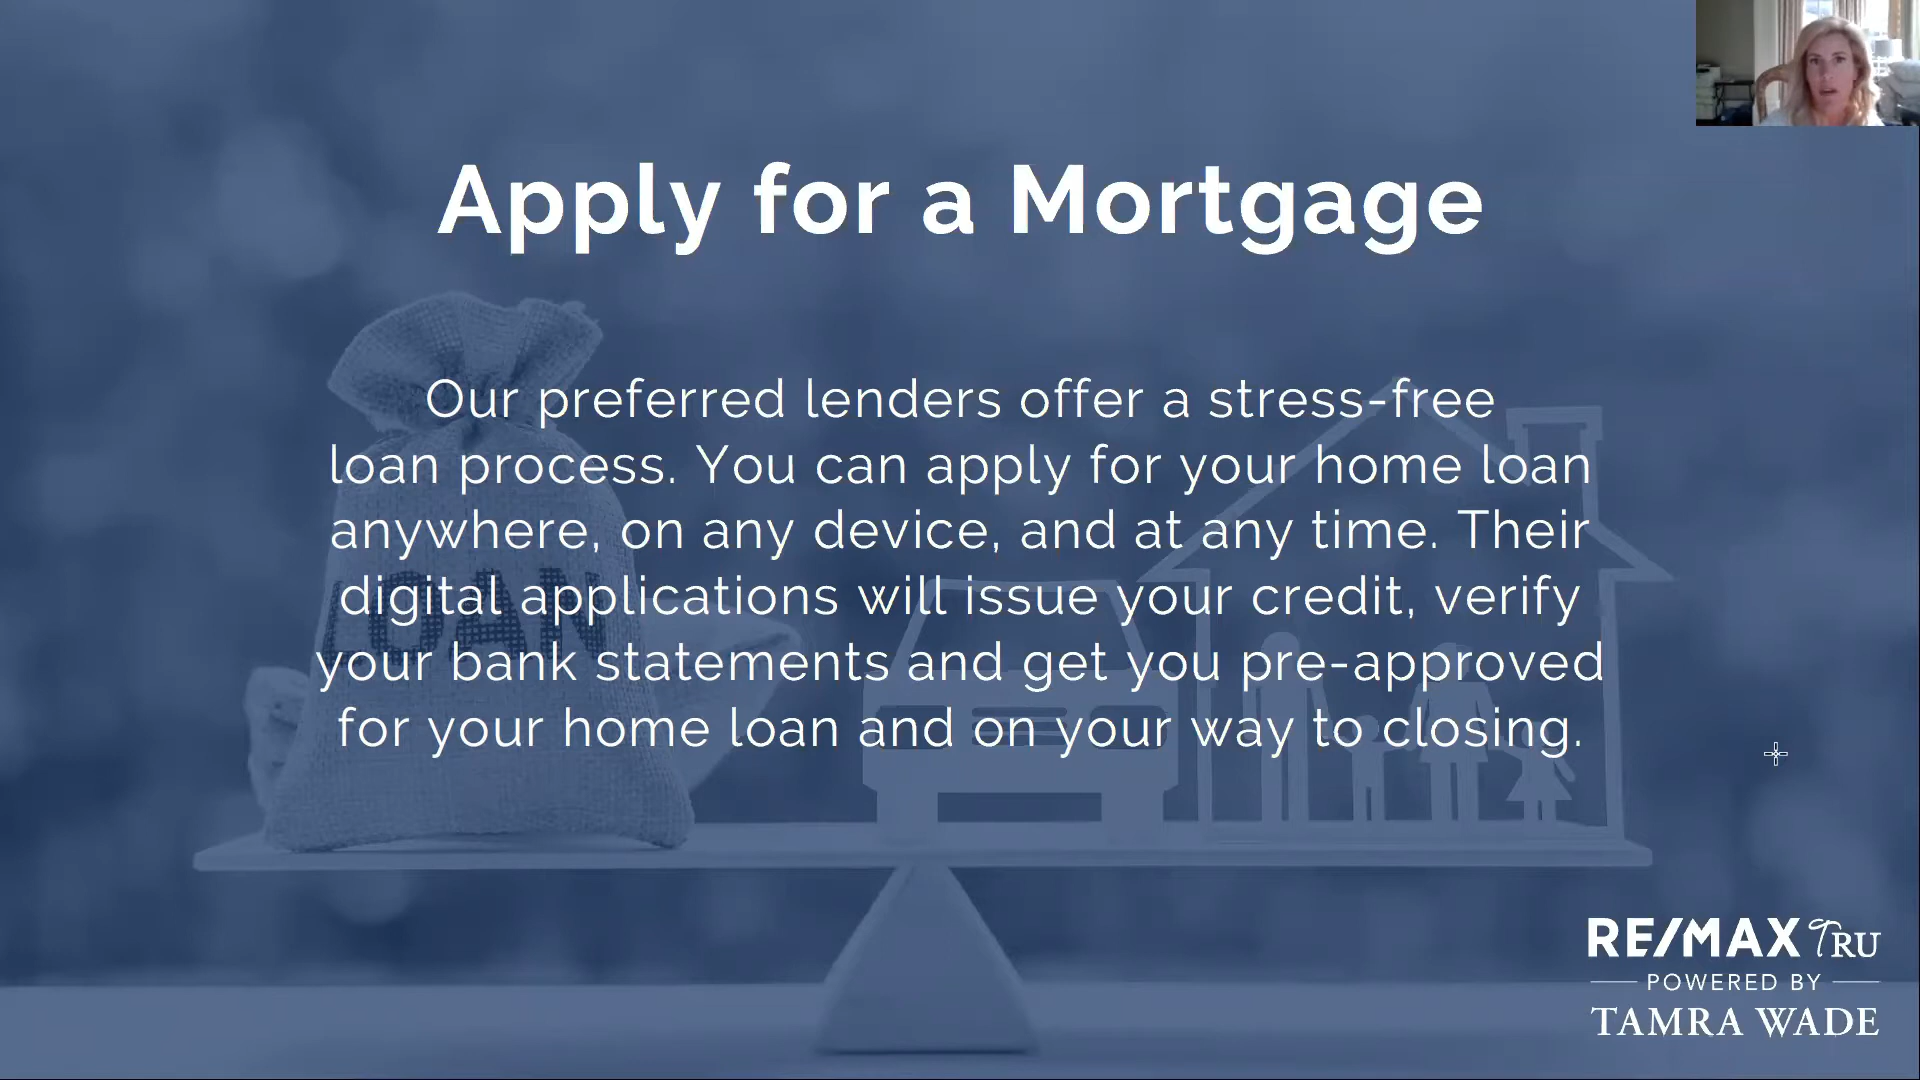 Apply for a Mortgage
Our preferred lenders offer a stress-free
loan process. You can apply for your home loan
anywhere, on any device, and at any time. Their
digital applications will issue your credit, verify
your bank statements and get you pre-approved
for your home loan and on your way to closing.
LOAN
RE/MAX TRU
POWERED BY
TAMRA WADE